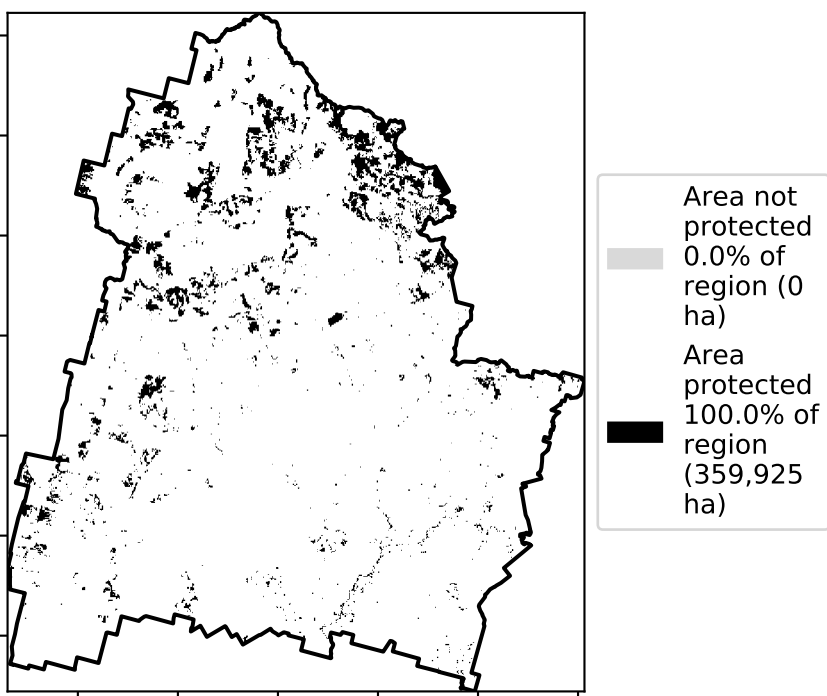 Area not
protected
0.0% of
region (0
ha)
Area
protected
100.0% of
region
(359,925
ha)